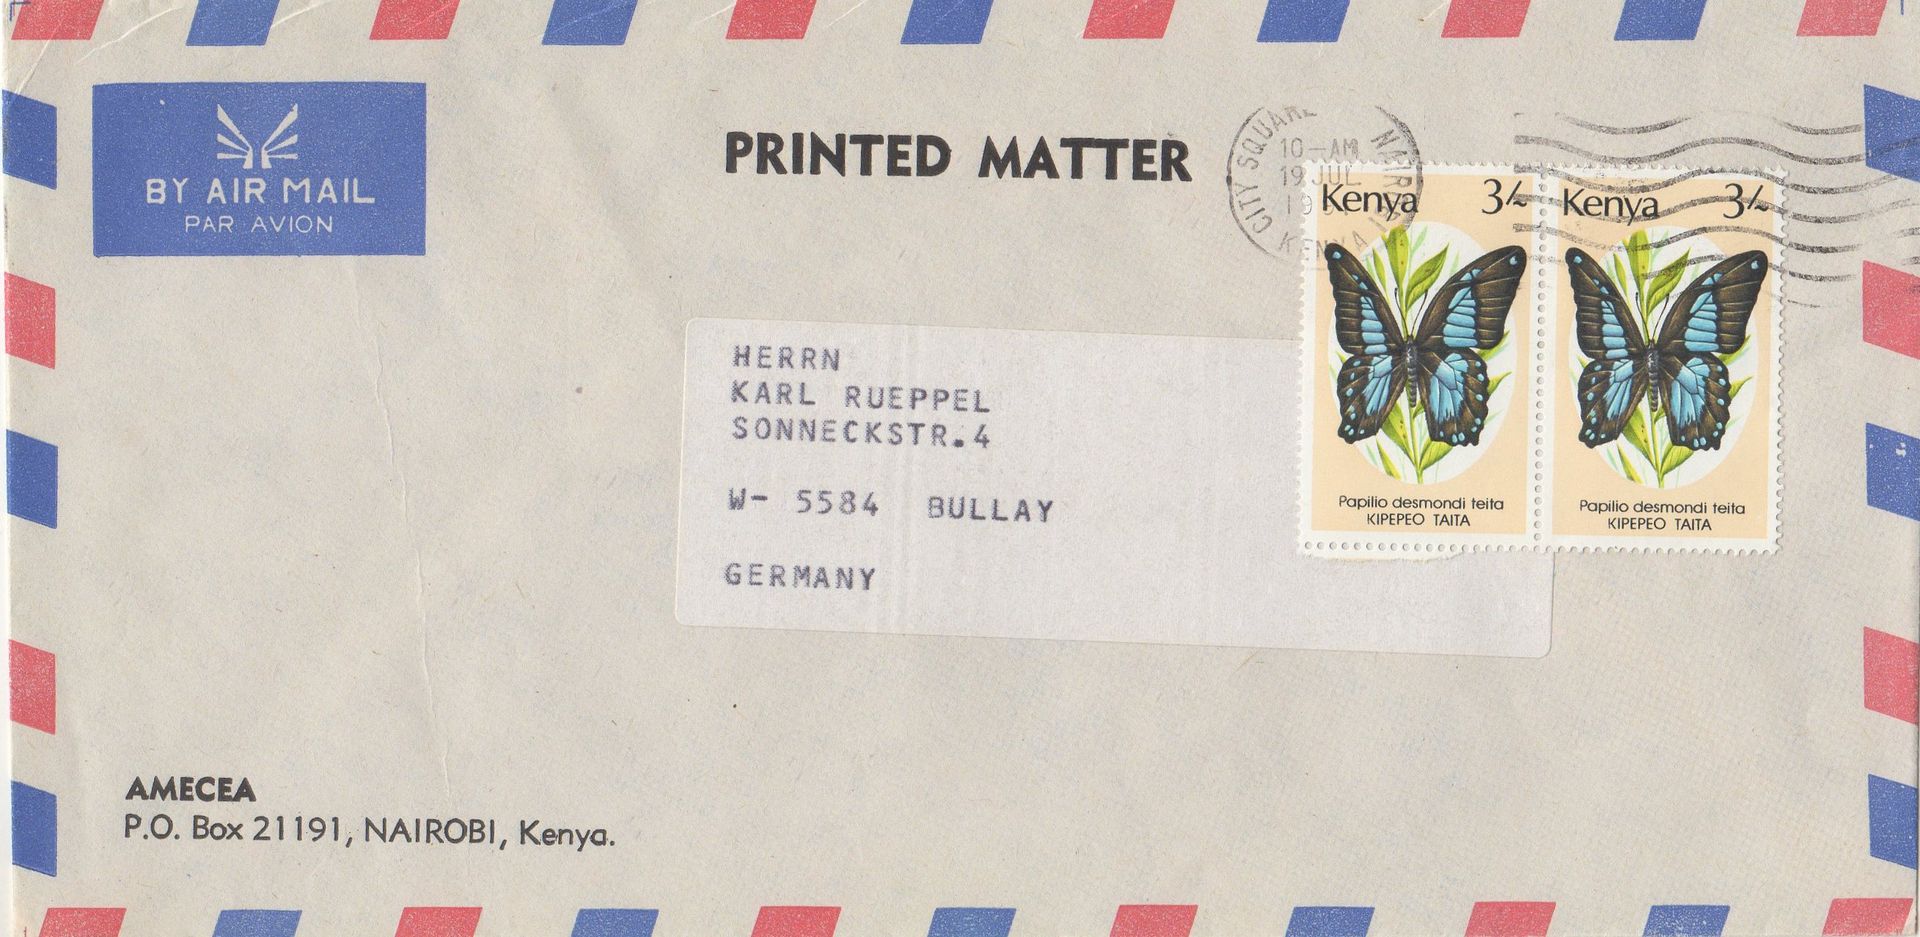 BY AIR MAIL
PAR AVION
PRINTED MATTER
CITY SQUARE
10-AM
19 JUL
KENYA
Kenya 3/-
Kenya 3/-
Papilio desmondi teita
KIPEPEO TAITA
Papilio desmondi teita
KIPEPEO TAITA
HERRN
KARL RUEPPEL
SONNECKSTR.4
W- 5584 BULLAY
GERMANY
AMECEA
P.O. Box 21191, NAIROBI, Kenya.